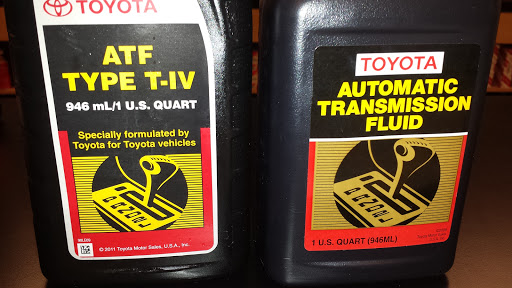 TOYOTA
ATF
TYPE T-IV
946 mL/1 U.S. QUART
Specially formulated by
Toyota for Toyota vehicles
© 2011 Toyota Motor Sales, U.S.A., Inc.
TOYOTA
AUTOMATIC
TRANSMISSION
FLUID
1 U.S. QUART (946ML)